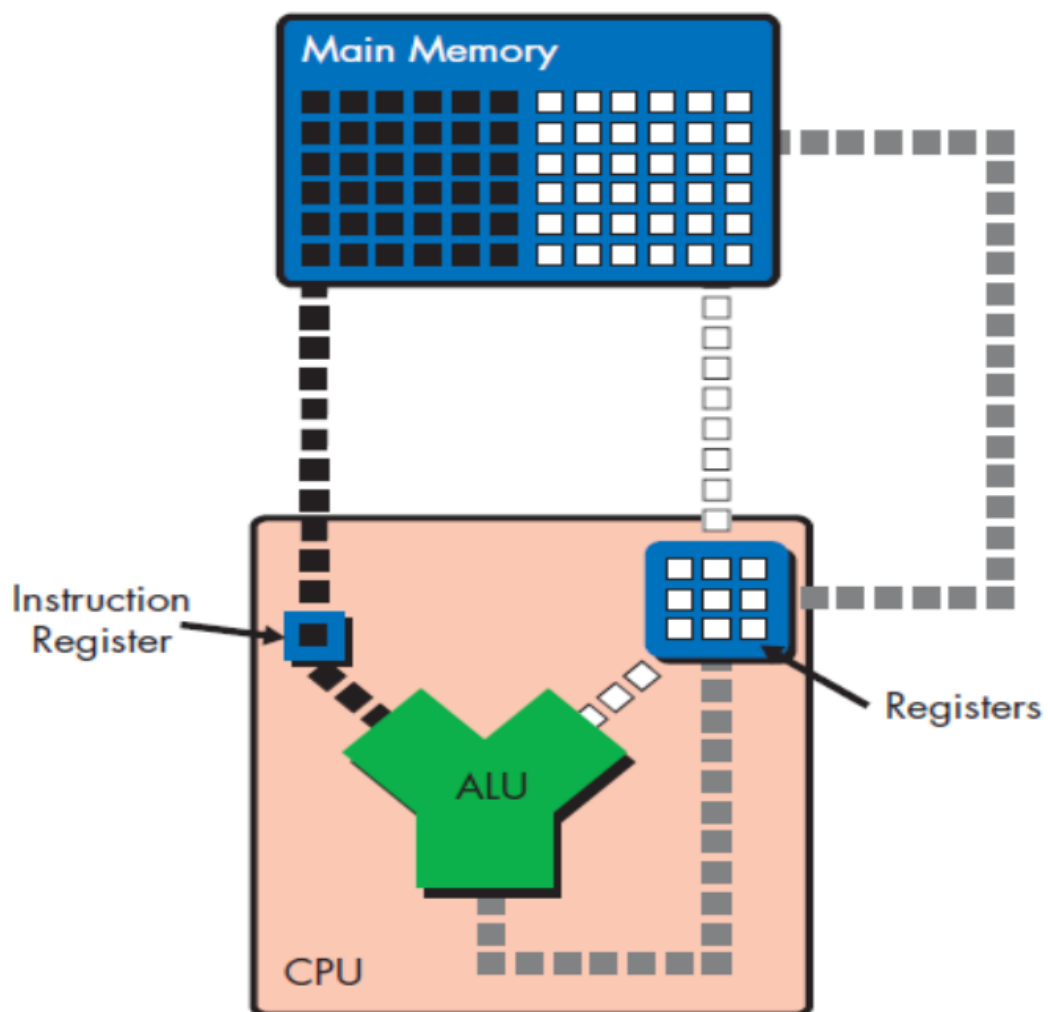 Main Memory
Instruction
Register
Registers
ALU
CPU